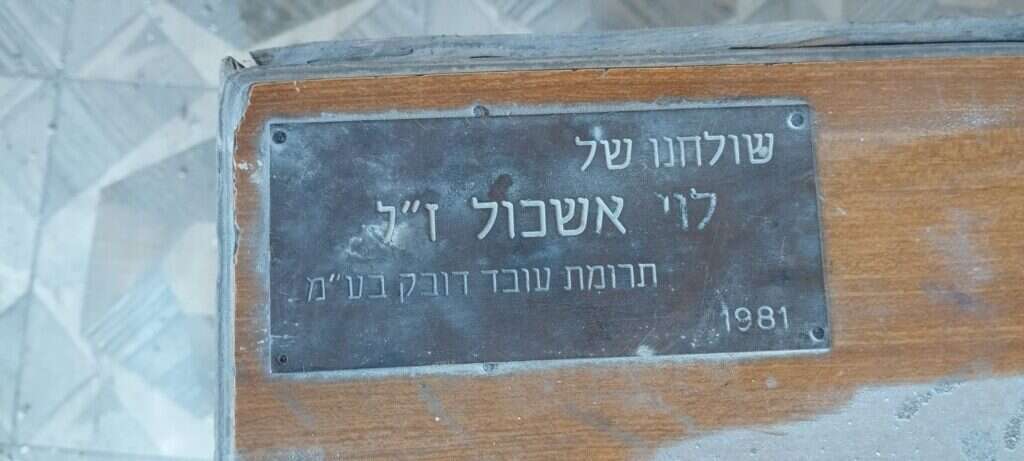 שולחנו של
לוי אשכול ז"ל
תרומת עובד דובק בע"מ
1981